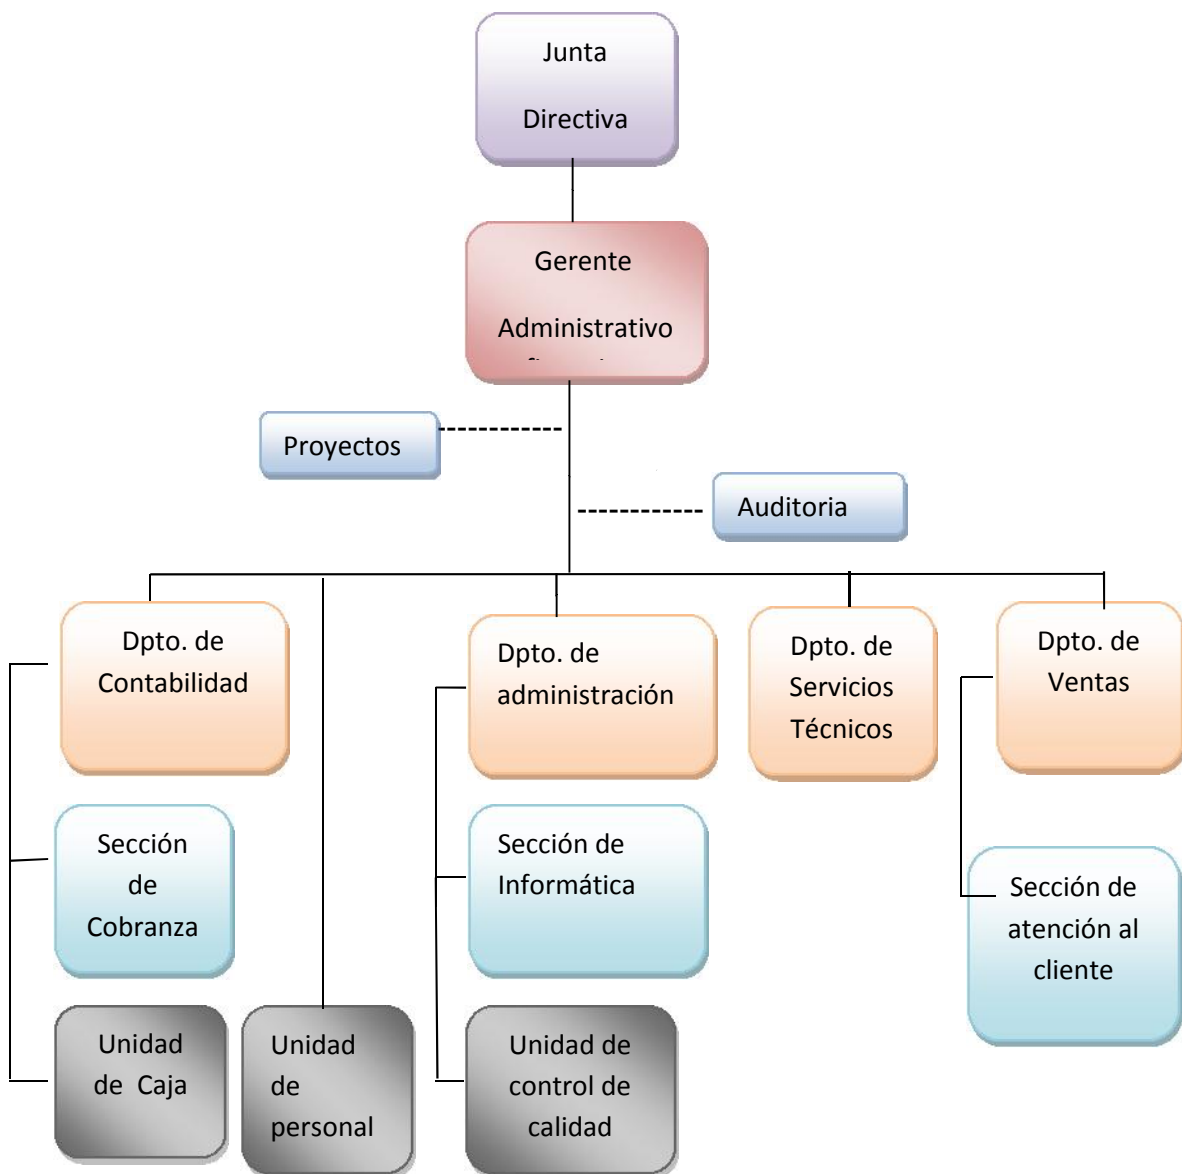 Junta
Directiva
Gerente
Administrativo
Proyectos
Auditoria
Dpto. de
Contabilidad
Dpto. de
administración
Dpto. de
Servicios
Técnicos
Dpto. de
Ventas
Sección
de
Cobranza
Sección de
Informática
Sección de
atención al
cliente
Unidad
de Caja
Unidad
de
personal
Unidad de
control de
calidad